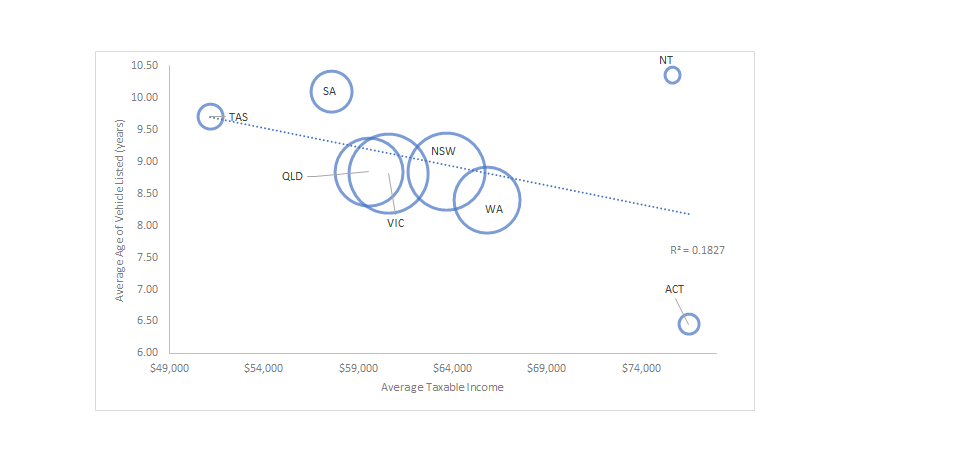 NT
10.50
10.00
9.50
9.00
8.50
8.00
7.50
7.00
6.50
6.00
Average Age of Vehicle Listed (years)
SA
TAS
NSW
QLD
WA
VIC
R² = 0.1827
ACT
$49,000
$54,000
$59,000
$64,000
$69,000
$74,000
Average Taxable Income